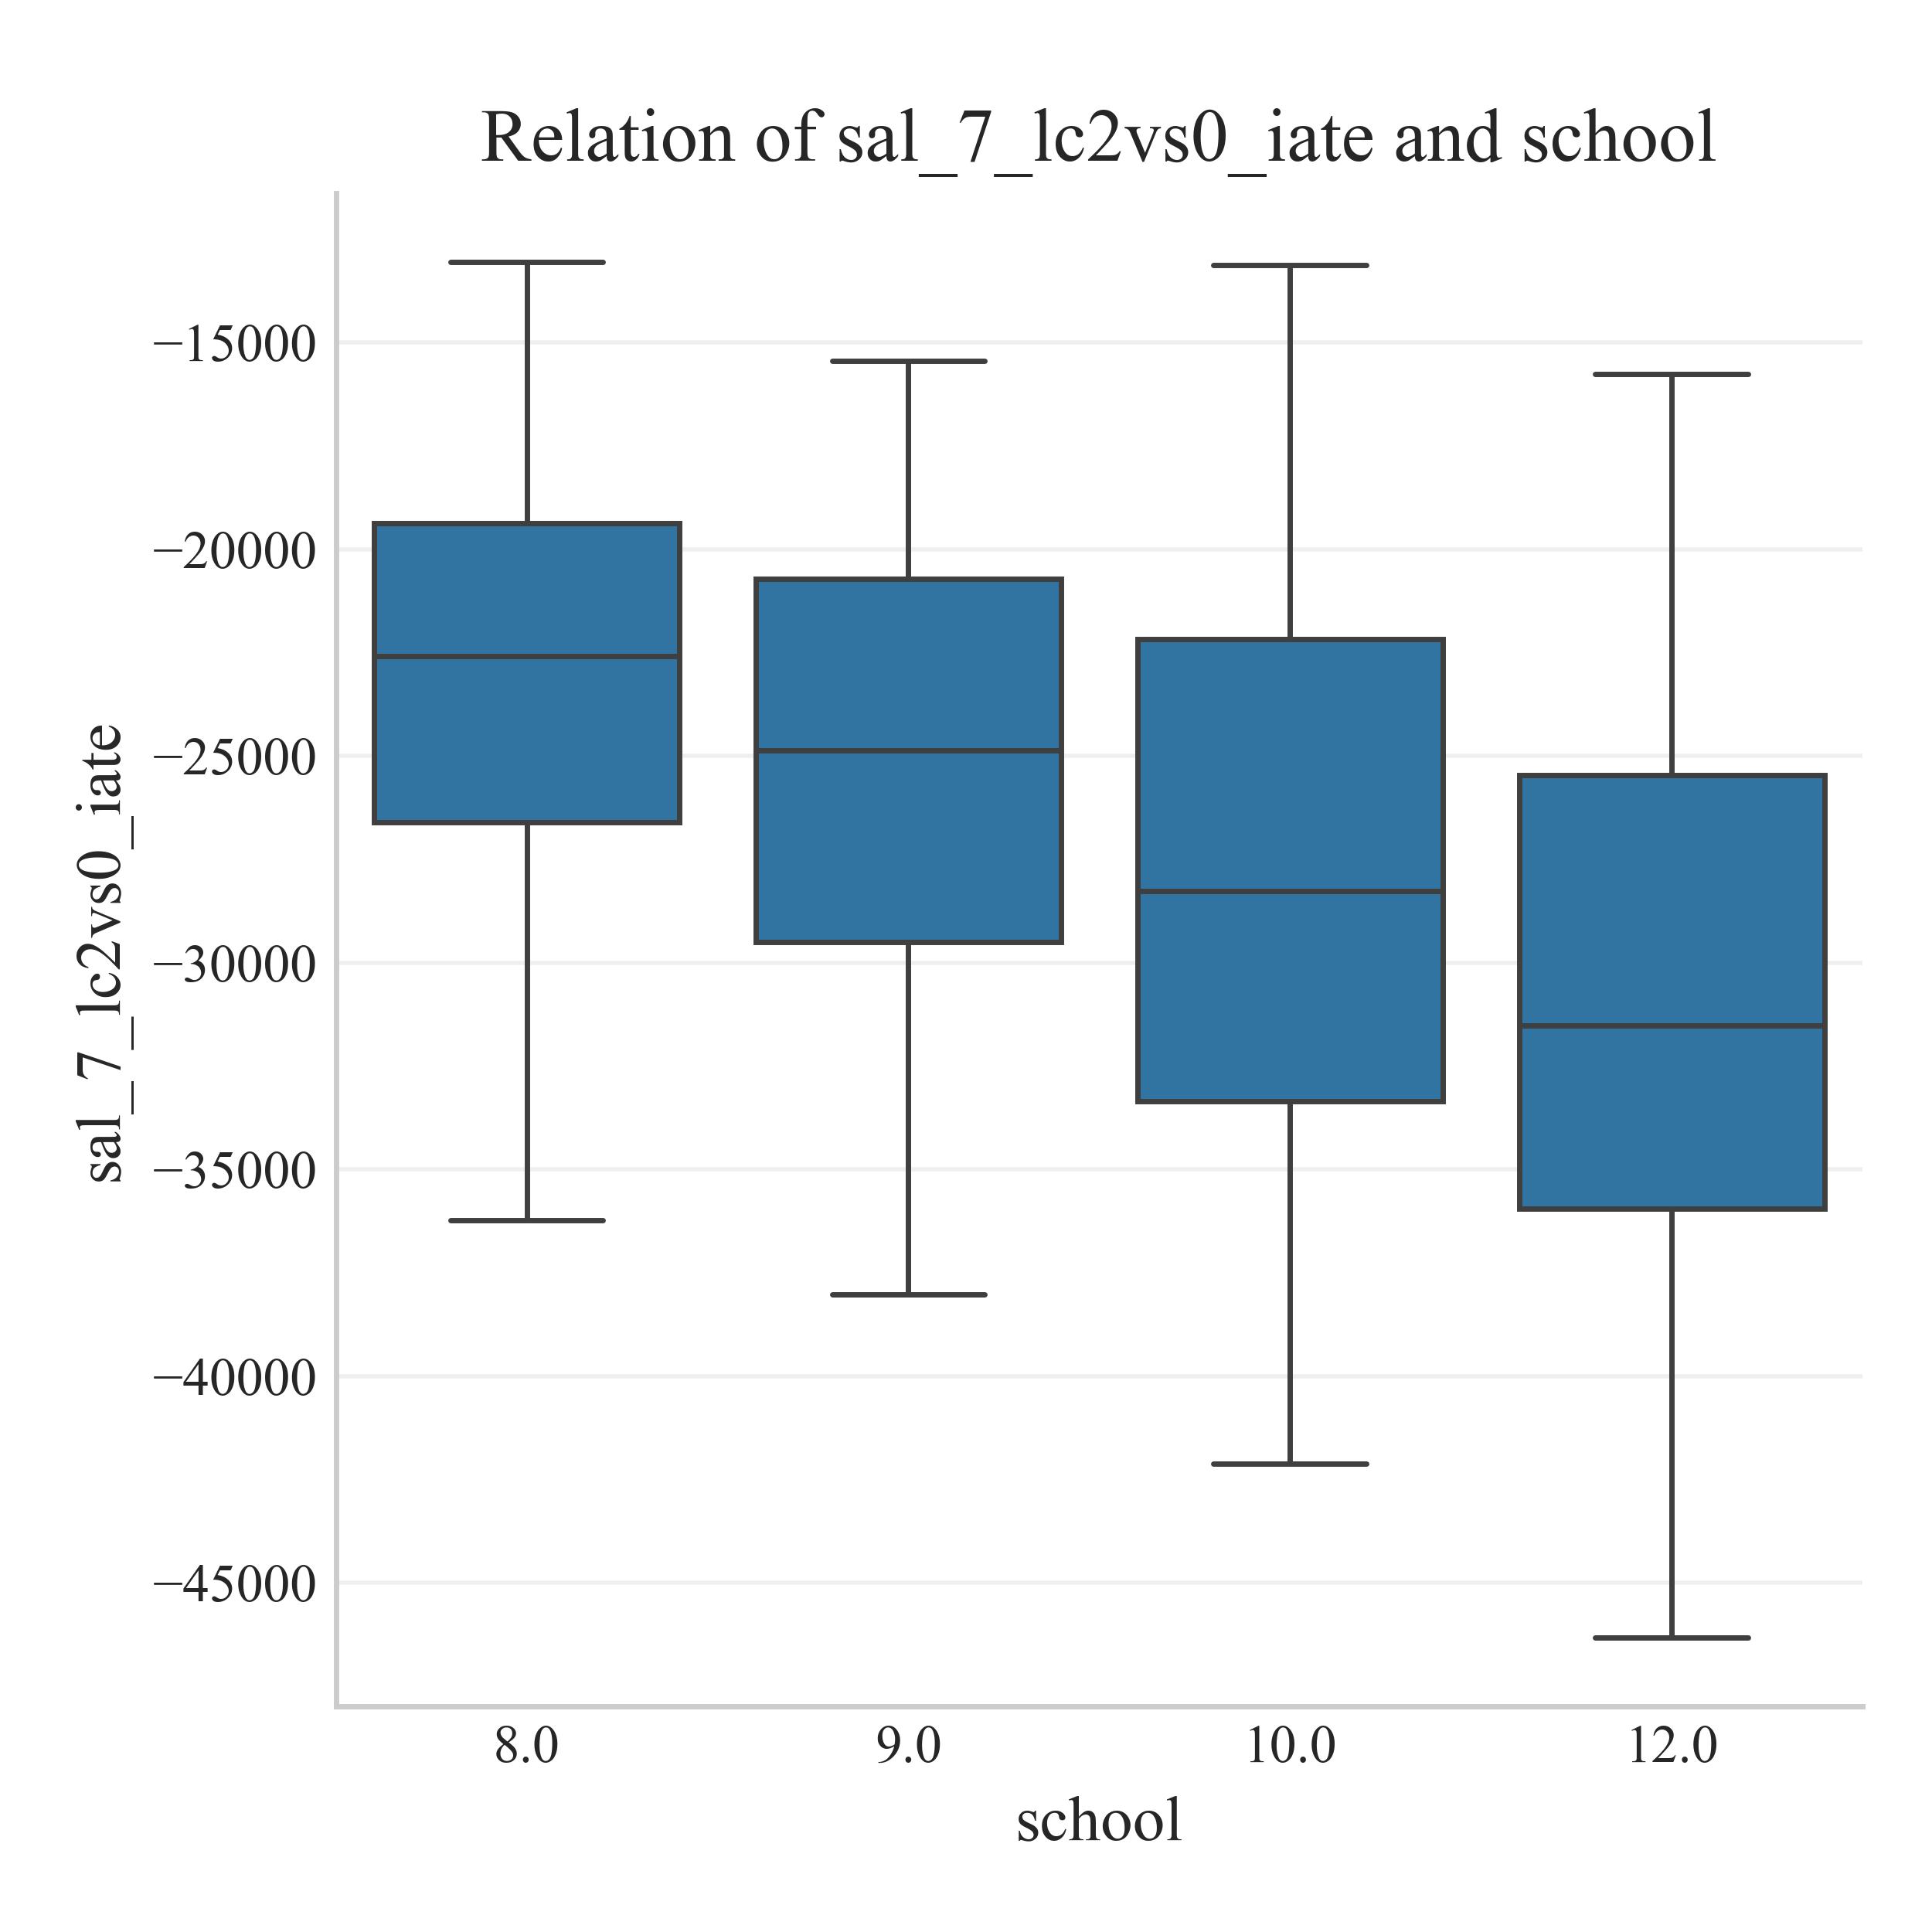 Relation of sal_7_lc2vs0_iate and school
sal_7_lc2vs0_iate
−15000
−20000
−25000
−30000
−35000
−40000
−45000
8.0 9.0 10.0 12.0
school